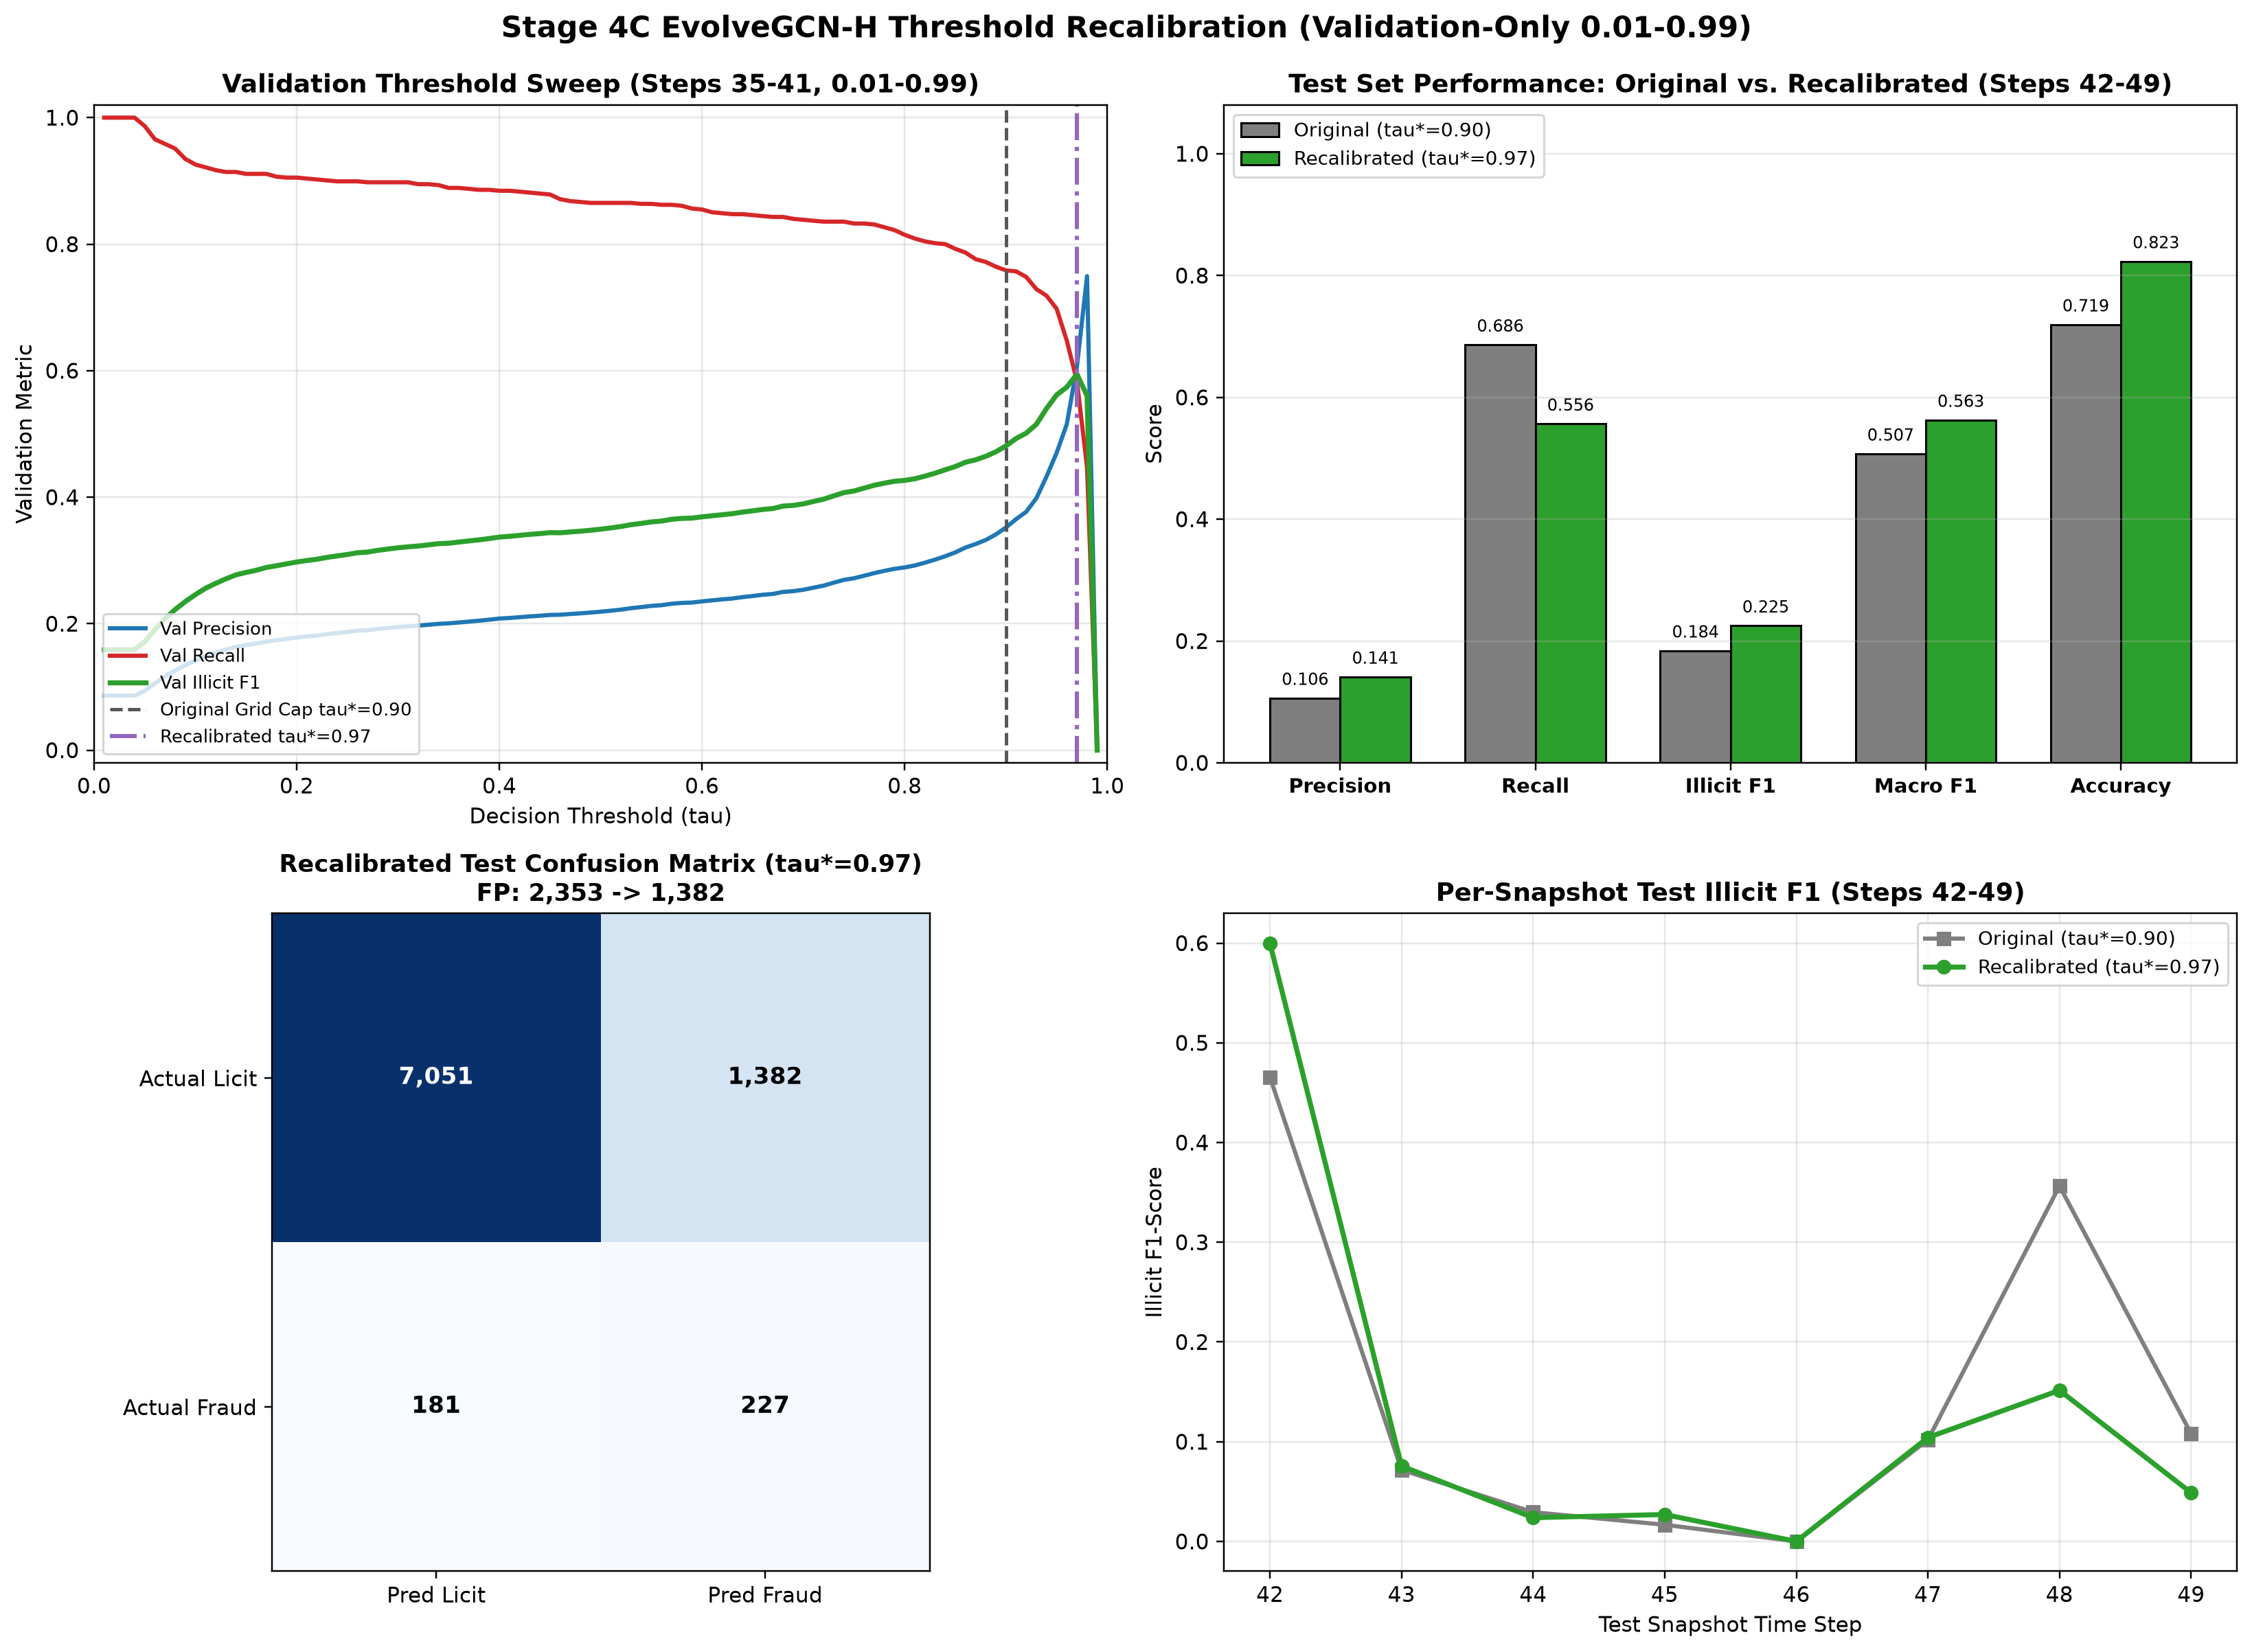 Stage 4C EvolveGCN-H Threshold Recalibration (Validation-Only 0.01-0.99)
Validation Threshold Sweep (Steps 35-41, 0.01-0.99)
Validation Metric
1.0
0.8
0.6
0.4
0.2
0.0
Val Precision
Val Recall
Val Illicit F1
Original Grid Cap tau*=0.90
Recalibrated tau*=0.97
0.0 0.2 0.4 0.6 0.8 1.0
Decision Threshold (tau)
Test Set Performance: Original vs. Recalibrated (Steps 42-49)
Original (tau*=0.90)
Recalibrated (tau*=0.97)
Score
1.0
0.8
0.6
0.4
0.2
0.0
0.106 0.141
0.686 0.556
0.184 0.225
0.507 0.563
0.719 0.823
Precision Recall Illicit F1 Macro F1 Accuracy
Recalibrated Test Confusion Matrix (tau*=0.97)
FP: 2,353 -> 1,382
Actual Licit 7,051 1,382
Actual Fraud 181 227
Pred Licit Pred Fraud
Per-Snapshot Test Illicit F1 (Steps 42-49)
Original (tau*=0.90)
Recalibrated (tau*=0.97)
Illicit F1-Score
0.6
0.5
0.4
0.3
0.2
0.1
0.0
42 43 44 45 46 47 48 49
Test Snapshot Time Step